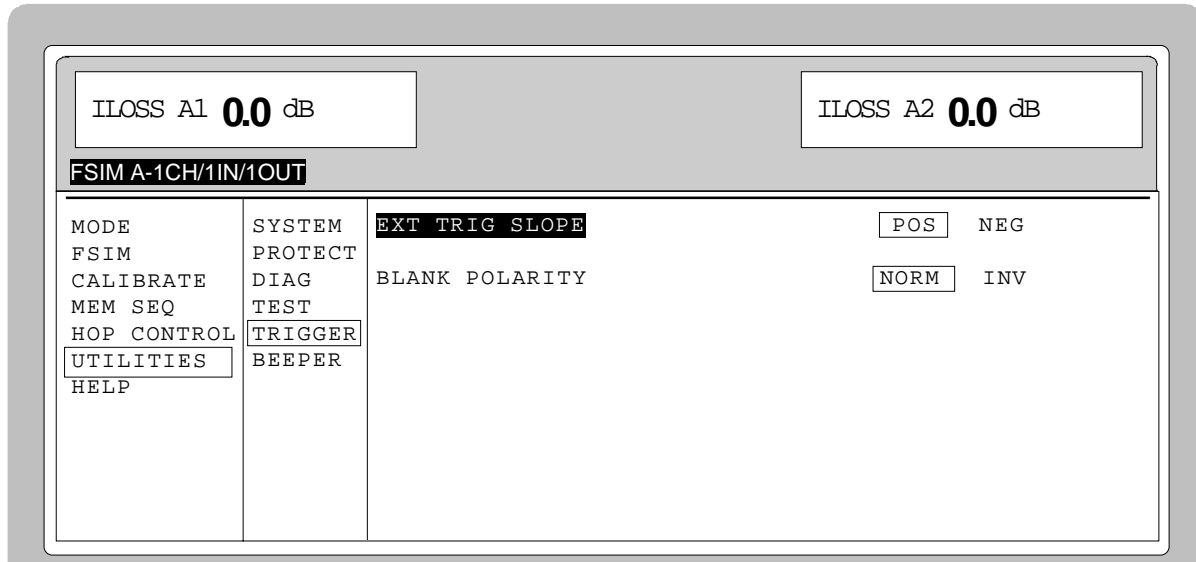 ILOSS A1 0.0 dB
ILOSS A2 0.0 dB
FSIM A-1CH/1IN/1OUT
MODE
FSIM
CALIBRATE
MEM SEQ
HOP CONTROL
UTILITIES
HELP
SYSTEM
PROTECT
DIAG
TEST
TRIGGER
BEEPER
EXT TRIG SLOPE POS NEG
BLANK POLARITY NORM INV